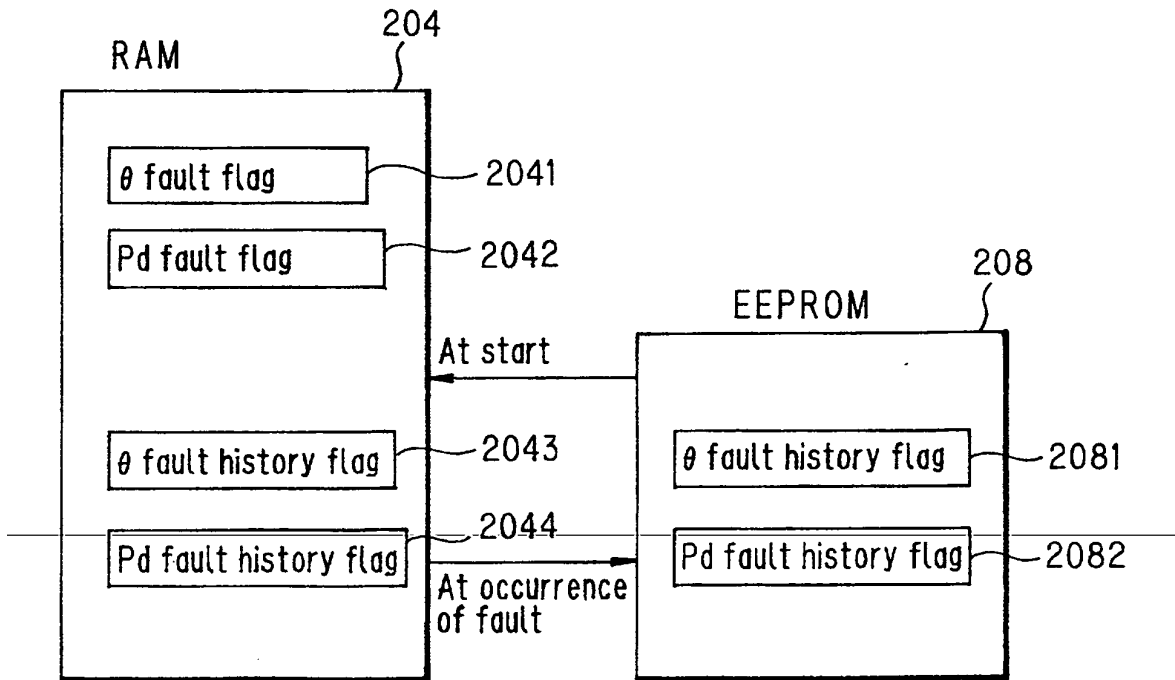 204
RAM
θ fault flag
2041
Pd fault flag
2042
208
EEPROM
At start
θ fault history flag
2043
θ fault history flag
2081
2044
Pd fault history flag
Pd fault history flag
2082
At occurrence
of fault